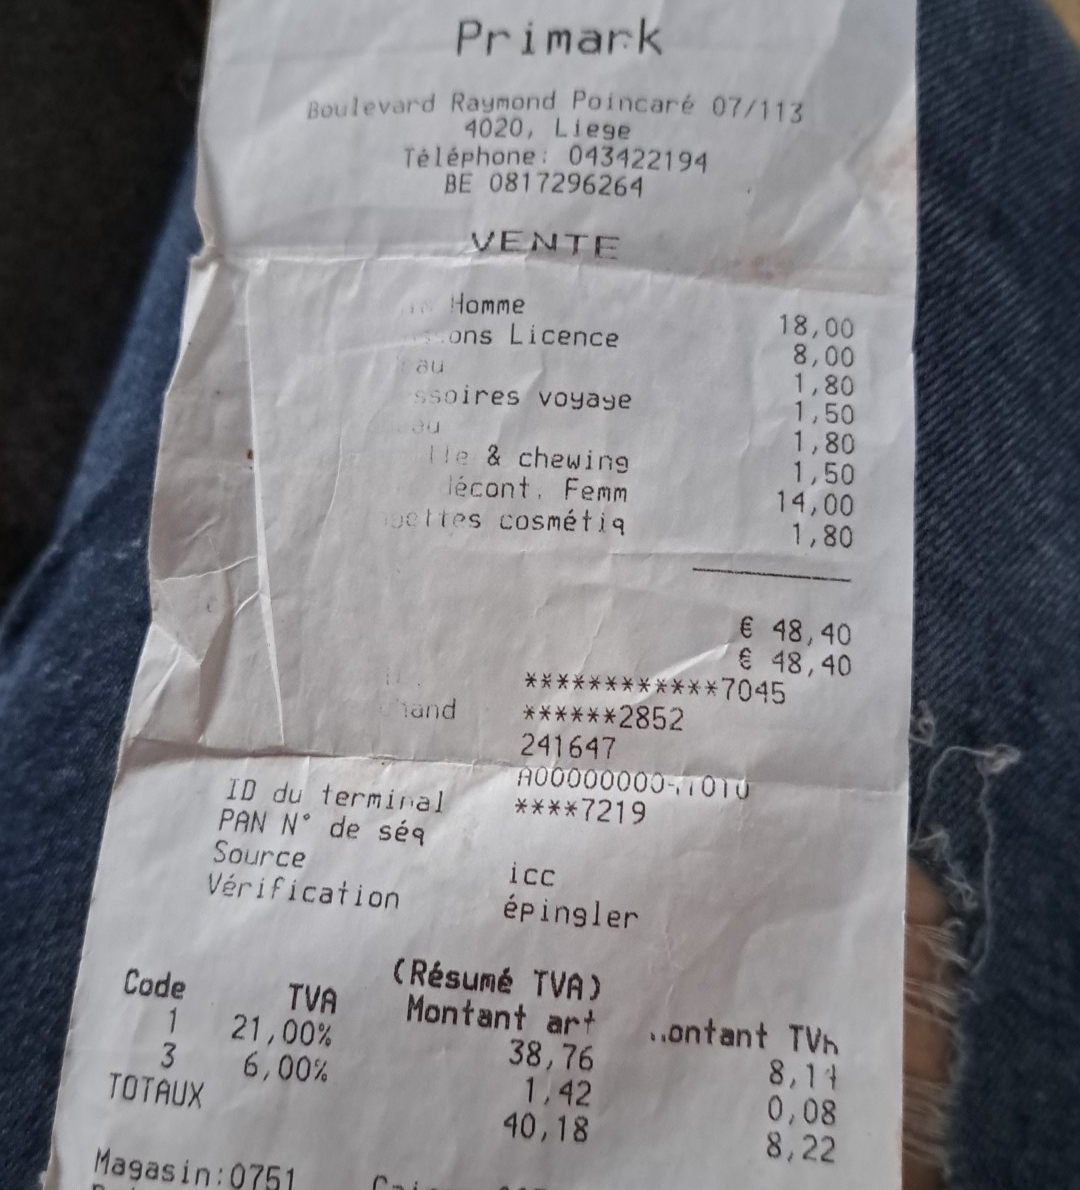 Primark
Boulevard Raymond Poincaré 07/113
4020, Liege
Téléphone: 043422194
BE 0817296264
VENTE
Homme 18,00
Licence 8,00
1,80
voyage 1,50
1,80
& chewing 1,50
Femm 14,00
cosmétiq 1,80
€ 48,40
€ 48,40
************7045
******2852
241647
ID du terminal ****7219
PAN N° de séq
Source icc
Vérification épingler
(Résumé TVA)
Code TVA Montant art TVA
1 21,00% 38,76
3 6,00% 1,42 0,08
TOTAUX 40,18 8,22
Magasin:0751